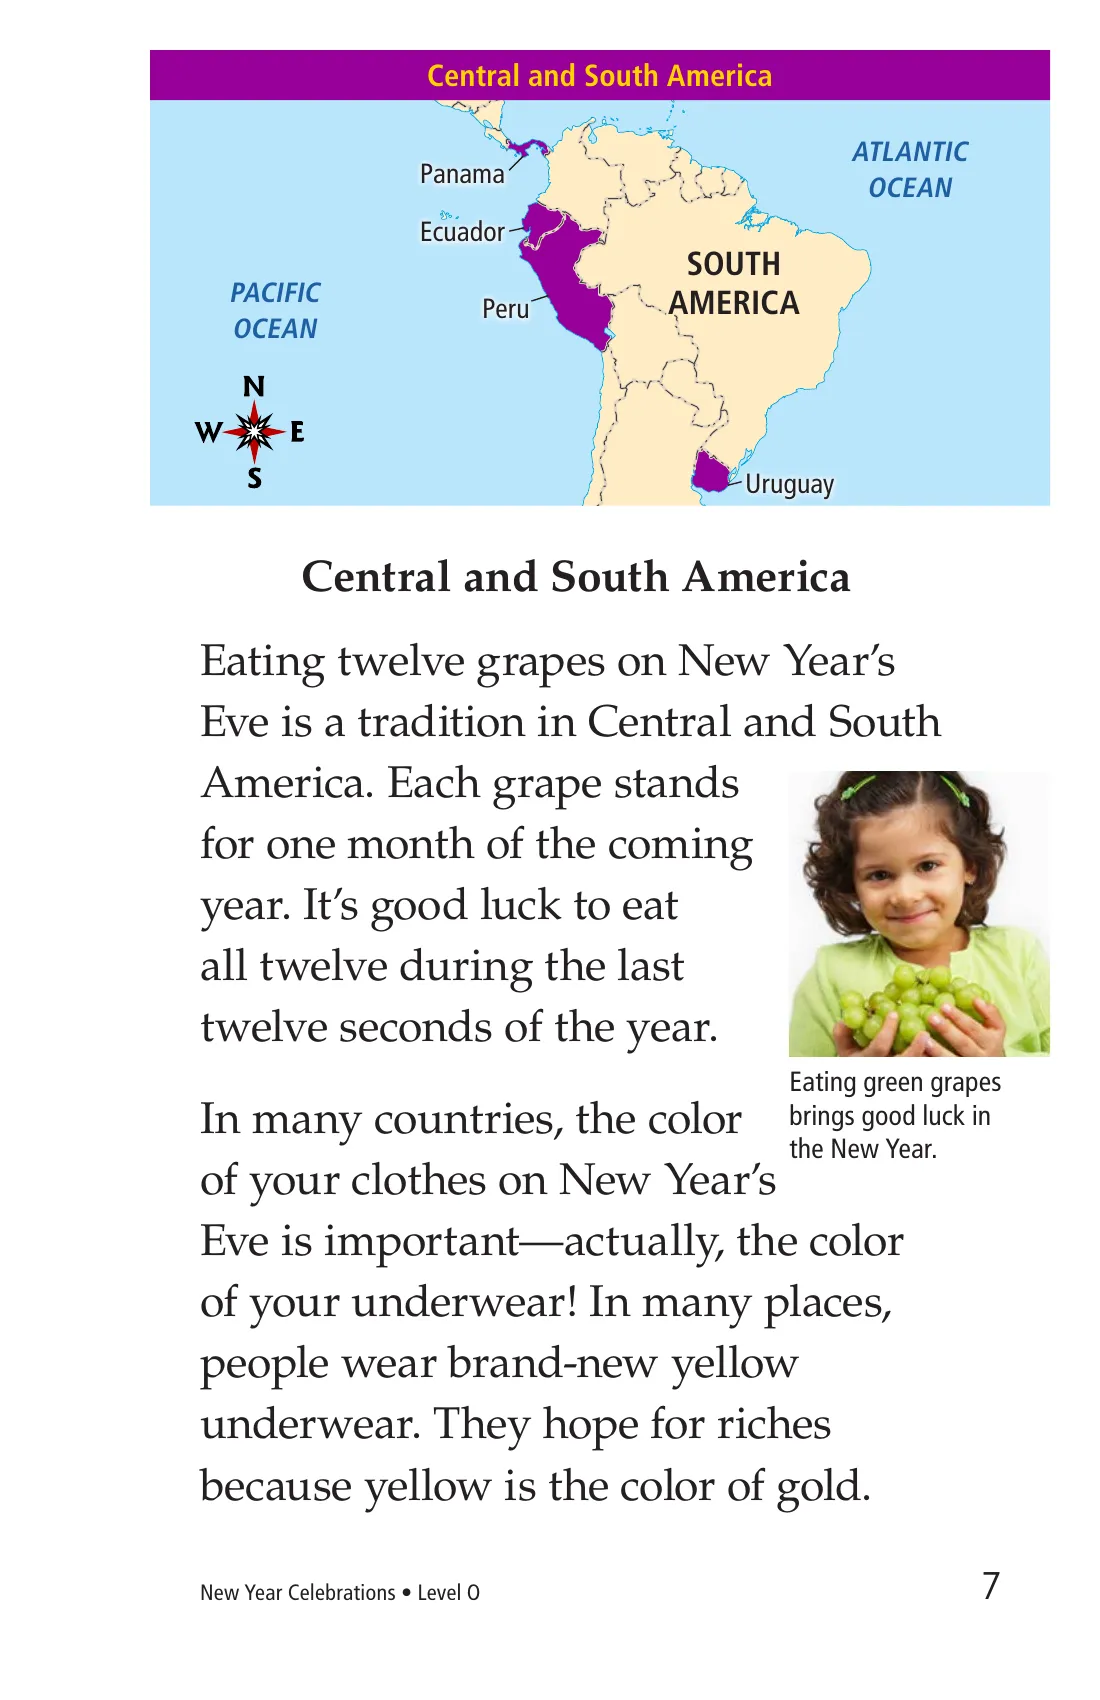 Central and South America
ATLANTIC
OCEAN
Panama
Ecuador
SOUTH
AMERICA
PACIFIC
OCEAN
Peru
N
W E
S
Uruguay
Central and South America
Eating twelve grapes on New Year’s
Eve is a tradition in Central and South
America. Each grape stands
for one month of the coming
year. It’s good luck to eat
all twelve during the last
twelve seconds of the year.
Eating green grapes
brings good luck in
the New Year.
In many countries, the color
of your clothes on New Year’s
Eve is important—actually, the color
of your underwear! In many places,
people wear brand-new yellow
underwear. They hope for riches
because yellow is the color of gold.
New Year Celebrations • Level O
7